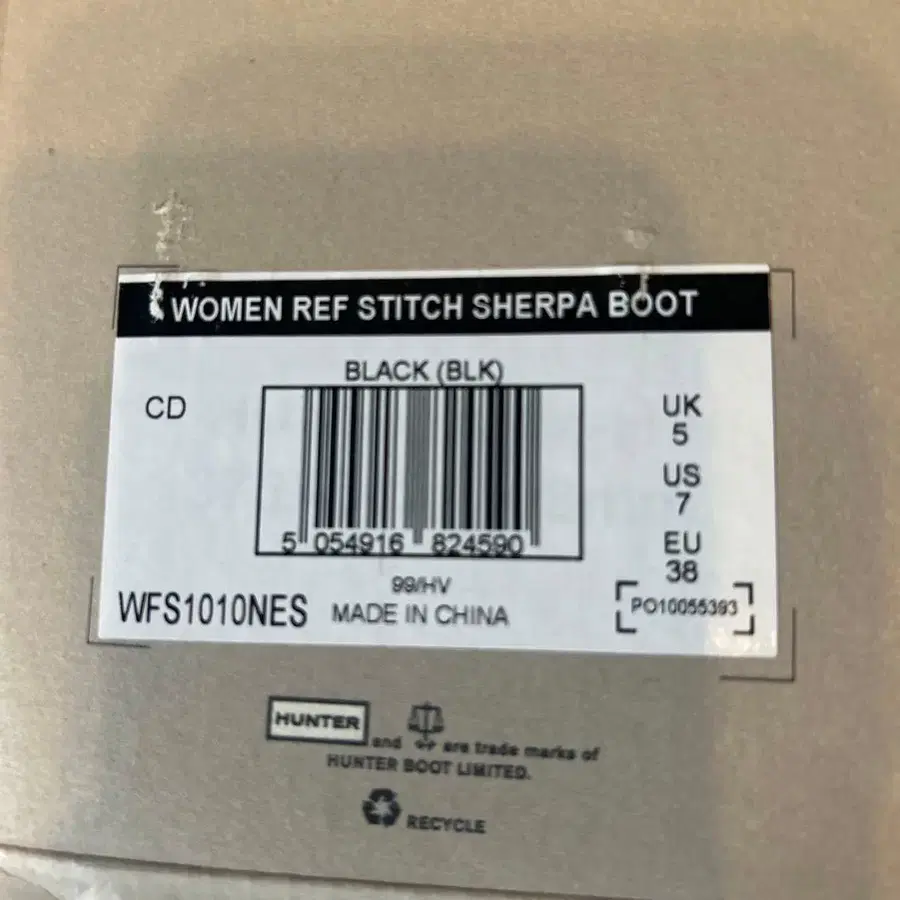 WOMEN REF STITCH SHERPA BOOT
BLACK (BLK)
CD
UK
5
US
7
EU
38
5 054916 824590
99/HV
WFS1010NES
MADE IN CHINA
PO10055393
HUNTER and are trade marks of
HUNTER BOOT LIMITED.
RECYCLE